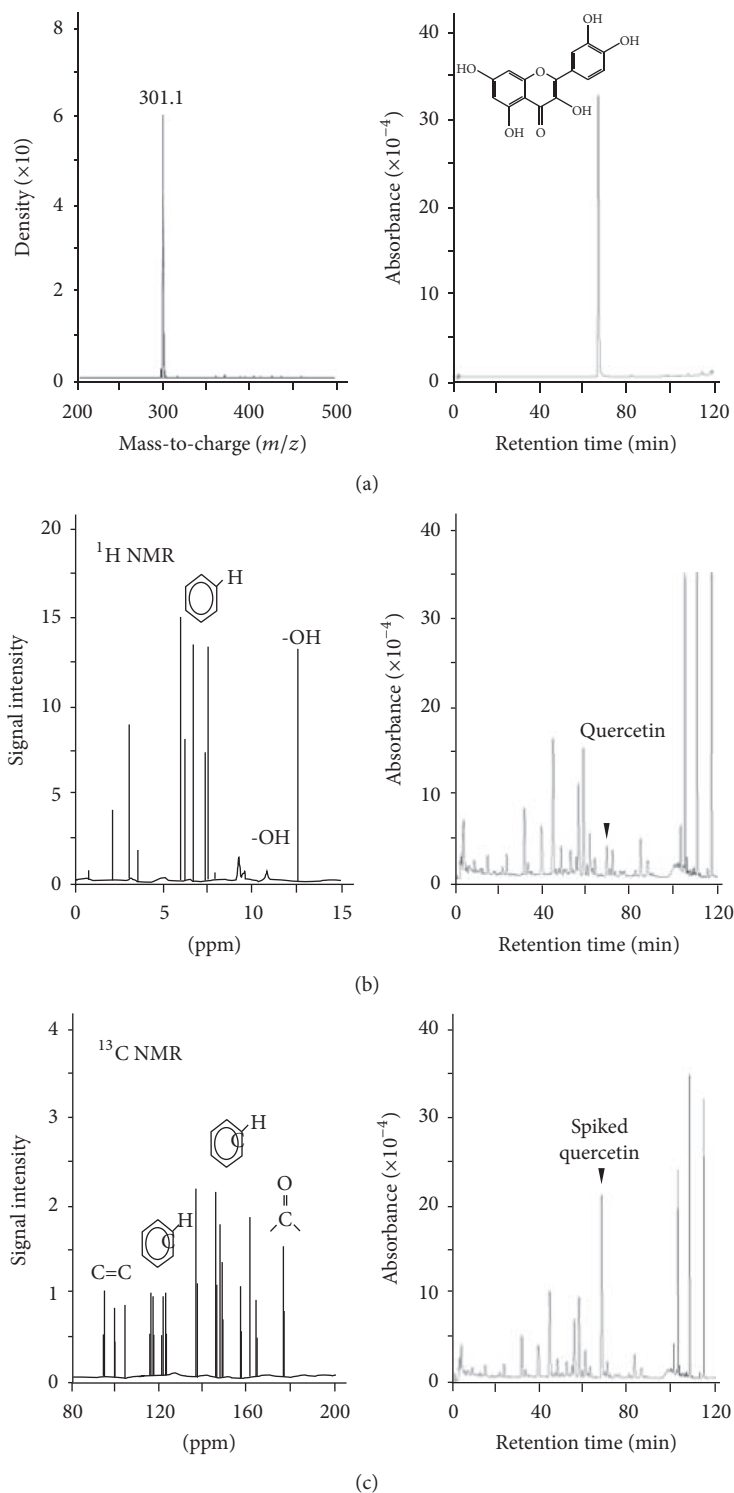 8
6
4
2
0
Density (×10)
301.1
200 300 400 500
Mass-to-charge (m/z)
40
30
20
10
0
Absorbance (×10⁻⁴)
OH
OH
HO
O
OH
OH
O
0 40 80 120
Retention time (min)
(a)
20
15
10
5
0
Signal intensity
¹H NMR
H
-OH
-OH
0 5 10 15
(ppm)
40
30
20
10
0
Absorbance (×10⁻⁴)
Quercetin
0 40 80 120
Retention time (min)
(b)
4
3
2
1
0
Signal intensity
¹³C NMR
H
C
O
C
H
C
C=C
80 120 160 200
(ppm)
40
30
20
10
0
Absorbance (×10⁻⁴)
Spiked
quercetin
0 40 80 120
Retention time (min)
(c)